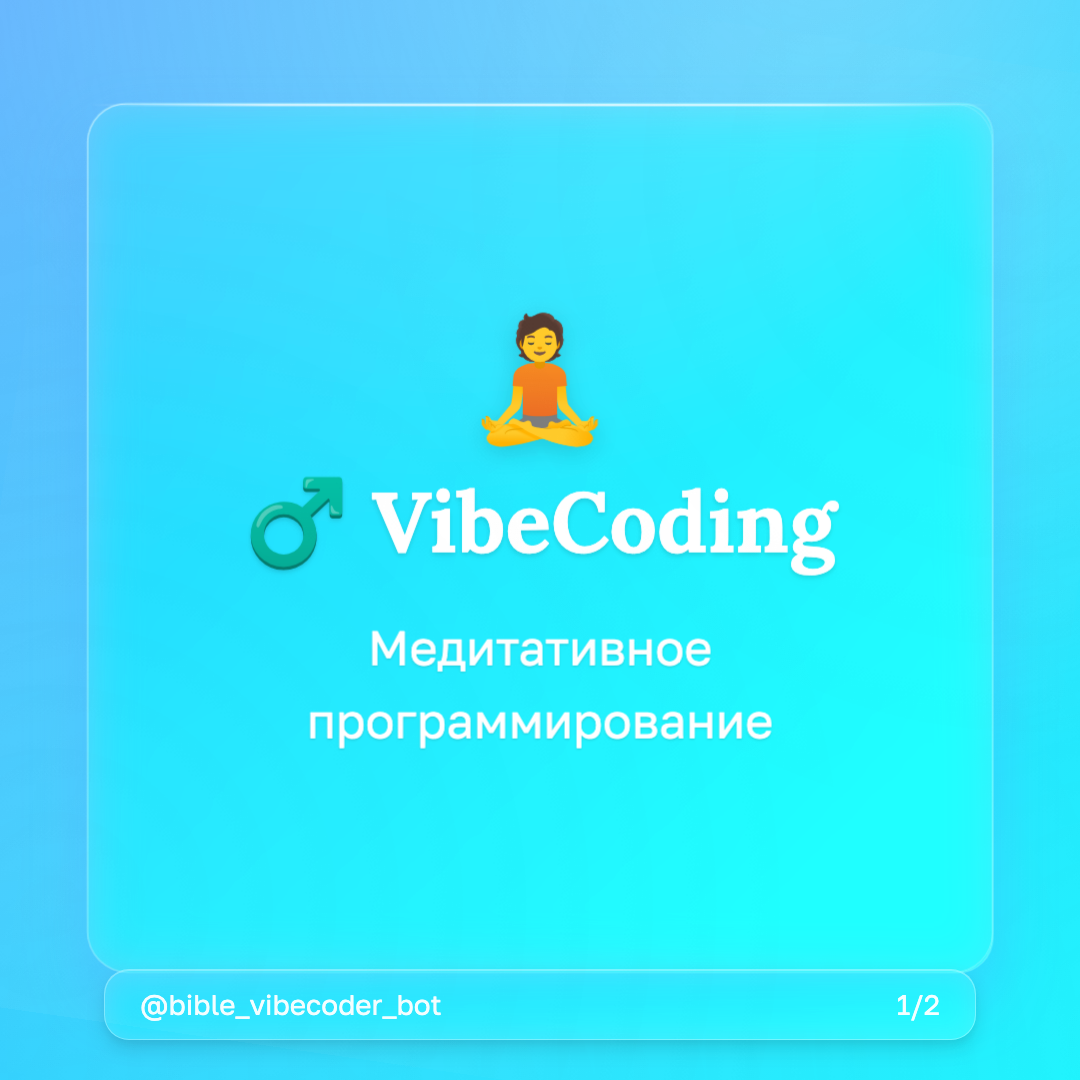 ♂ VibeCoding
Медитативное
программирование
@bible_vibecoder_bot
1/2